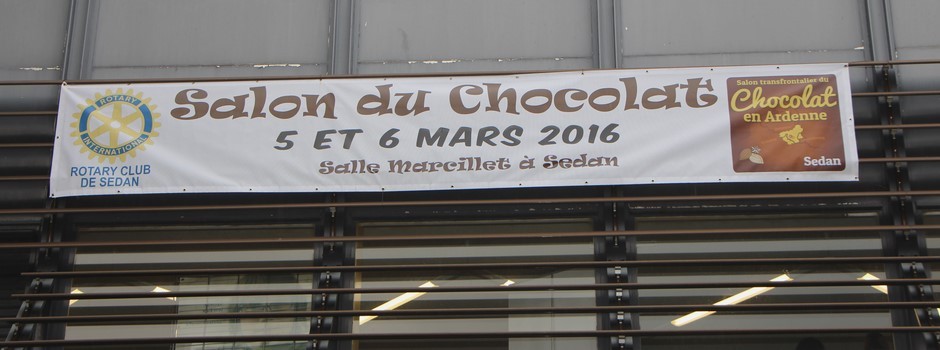 ROTARY
INTERNATIONAL
ROTARY CLUB
DE SEDAN
Salon du Chocolat
5 ET 6 MARS 2016
Salle Marcillet à Sedan
Salon transfrontalier du
Chocolat
en Ardenne
Sedan